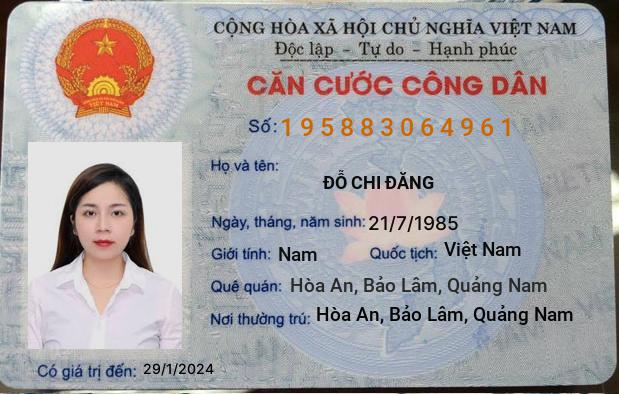 CỘNG HÒA XÃ HỘI CHỦ NGHĨA VIỆT NAM
Độc lập - Tự do - Hạnh phúc
CĂN CƯỚC CÔNG DÂN
Số: 195883064961
Họ và tên:
ĐỖ CHI ĐĂNG
Ngày, tháng, năm sinh: 21/7/1985
Giới tính: Nam Quốc tịch: Việt Nam
Quê quán: Hòa An, Bảo Lâm, Quảng Nam
Nơi thường trú: Hòa An, Bảo Lâm, Quảng Nam
Có giá trị đến: 29/1/2024